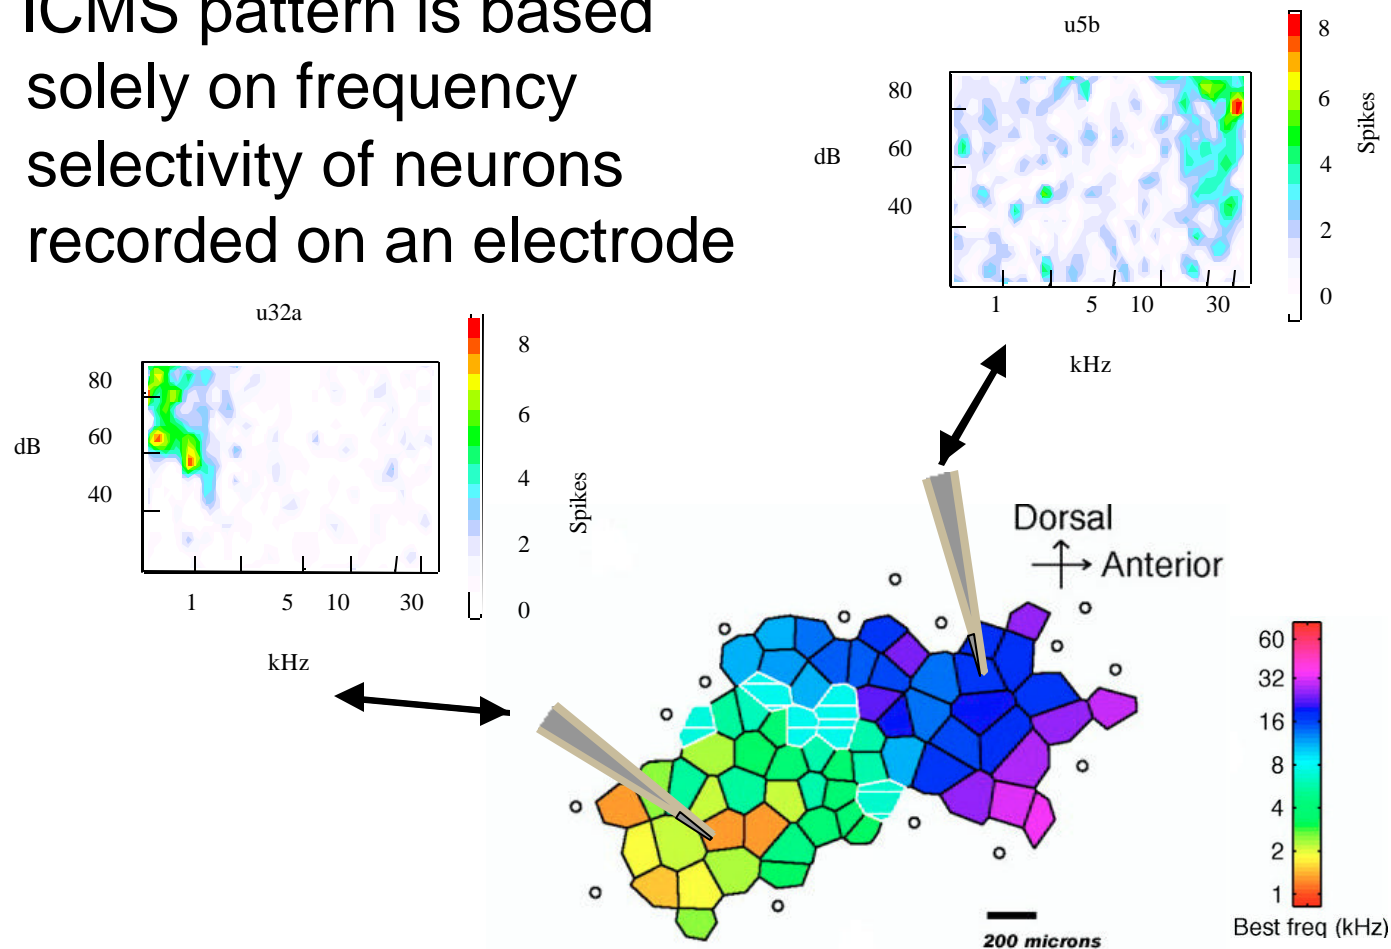 ICMS pattern is based
solely on frequency
selectivity of neurons
recorded on an electrode
u5b
80
60
40
dB
1 5 10 30
kHz
8
6
4
2
0
Spikes
u32a
80
60
40
dB
1 5 10 30
kHz
8
6
4
2
0
Spikes
Dorsal
Anterior
60
32
16
8
4
2
1
Best freq (kHz)
200 microns